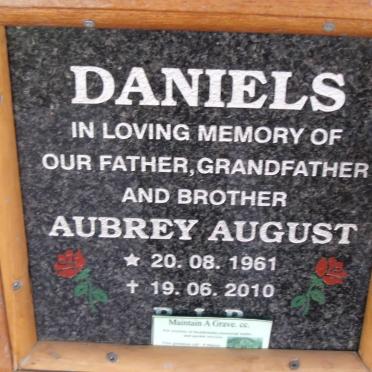 DANIELS
IN LOVING MEMORY OF
OUR FATHER, GRANDFATHER
AND BROTHER
AUBREY AUGUST
★ 20. 08. 1961
✝ 19. 06. 2010
Maintain A Grave. cc.